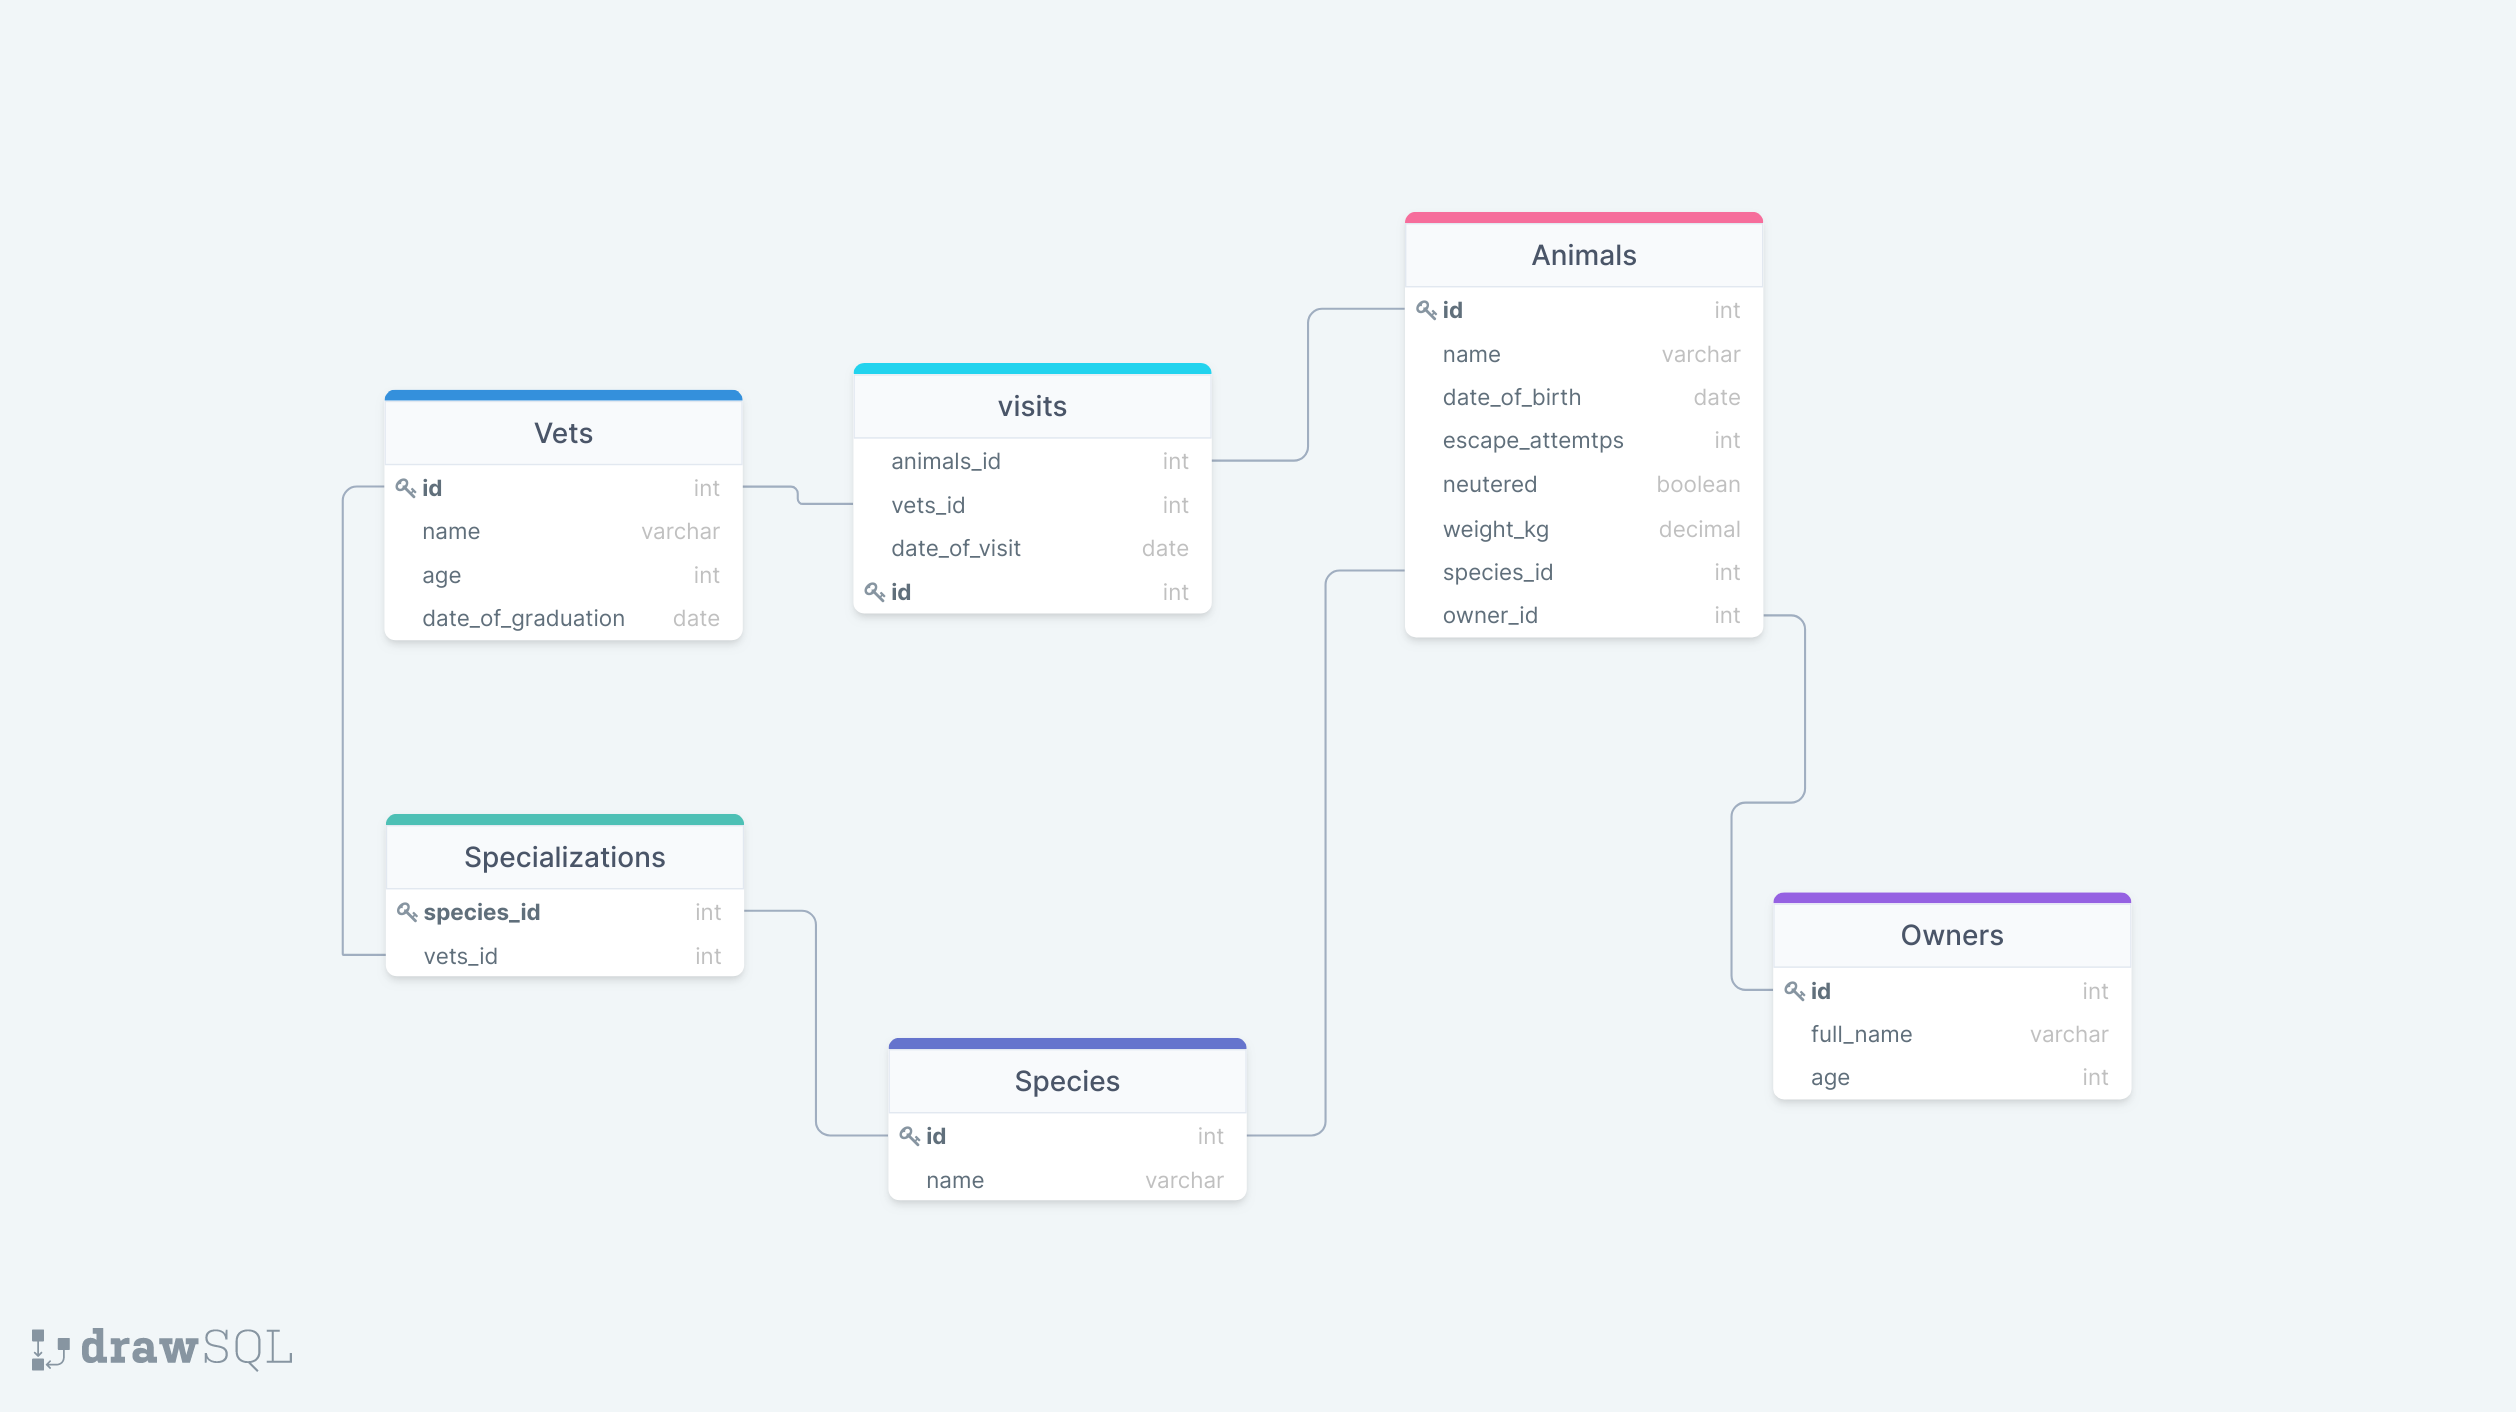 Vets
id int
name varchar
age int
date_of_graduation date
visits
animals_id int
vets_id int
date_of_visit date
id int
Animals
id int
name varchar
date_of_birth date
escape_attemtps int
neutered boolean
weight_kg decimal
species_id int
owner_id int
Specializations
species_id int
vets_id int
Species
id int
name varchar
Owners
id int
full_name varchar
age int
drawSQL